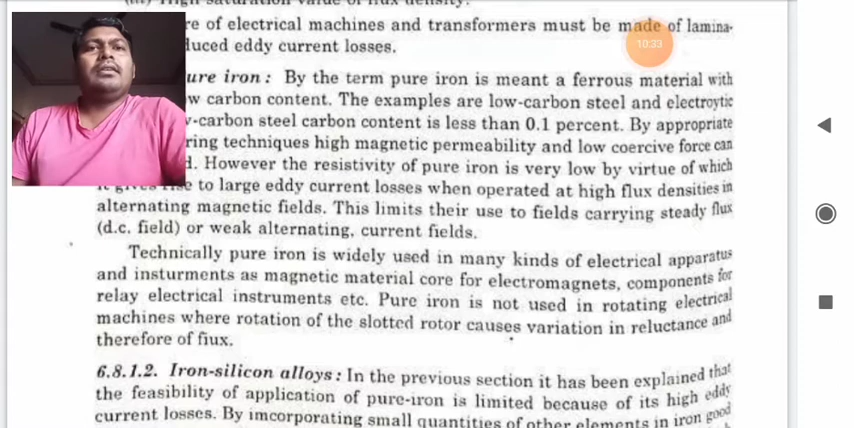 re of electrical machines and transformers must be made of lamina-
duced eddy current losses.
10:33
ure iron : By the term pure iron is meant a ferrous material with
w carbon content. The examples are low-carbon steel and electroytic
-carbon steel carbon content is less than 0.1 percent. By appropriate
ring techniques high magnetic permeability and low coercive force can
d. However the resistivity of pure iron is very low by virtue of which
to large eddy current losses when operated at high flux densities in
alternating magnetic fields. This limits their use to fields carrying steady flux
(d.c. field) or weak alternating, current fields.
Technically pure iron is widely used in many kinds of electrical apparatus
and insturments as magnetic material core for electromagnets, components for
relay electrical instruments etc. Pure iron is not used in rotating electrical
machines where rotation of the slotted rotor causes variation in reluctance and
therefore of fiux.
6.8.1.2. Iron-silicon alloys : In the previous section it has been explained that
the feasibility of application of pure-iron is limited because of its high eddy
current losses. By imcorporating small quantities of other elements in iron good